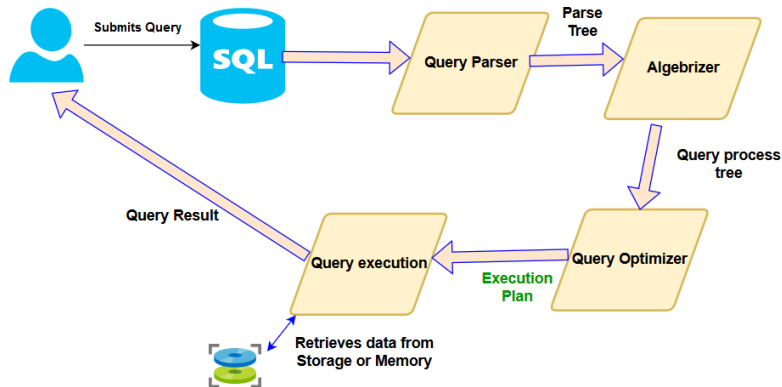 Submits Query
SQL
Query Parser
Parse
Tree
Algebrizer
Query process
tree
Query Optimizer
Execution
Plan
Query execution
Query Result
Retrieves data from
Storage or Memory